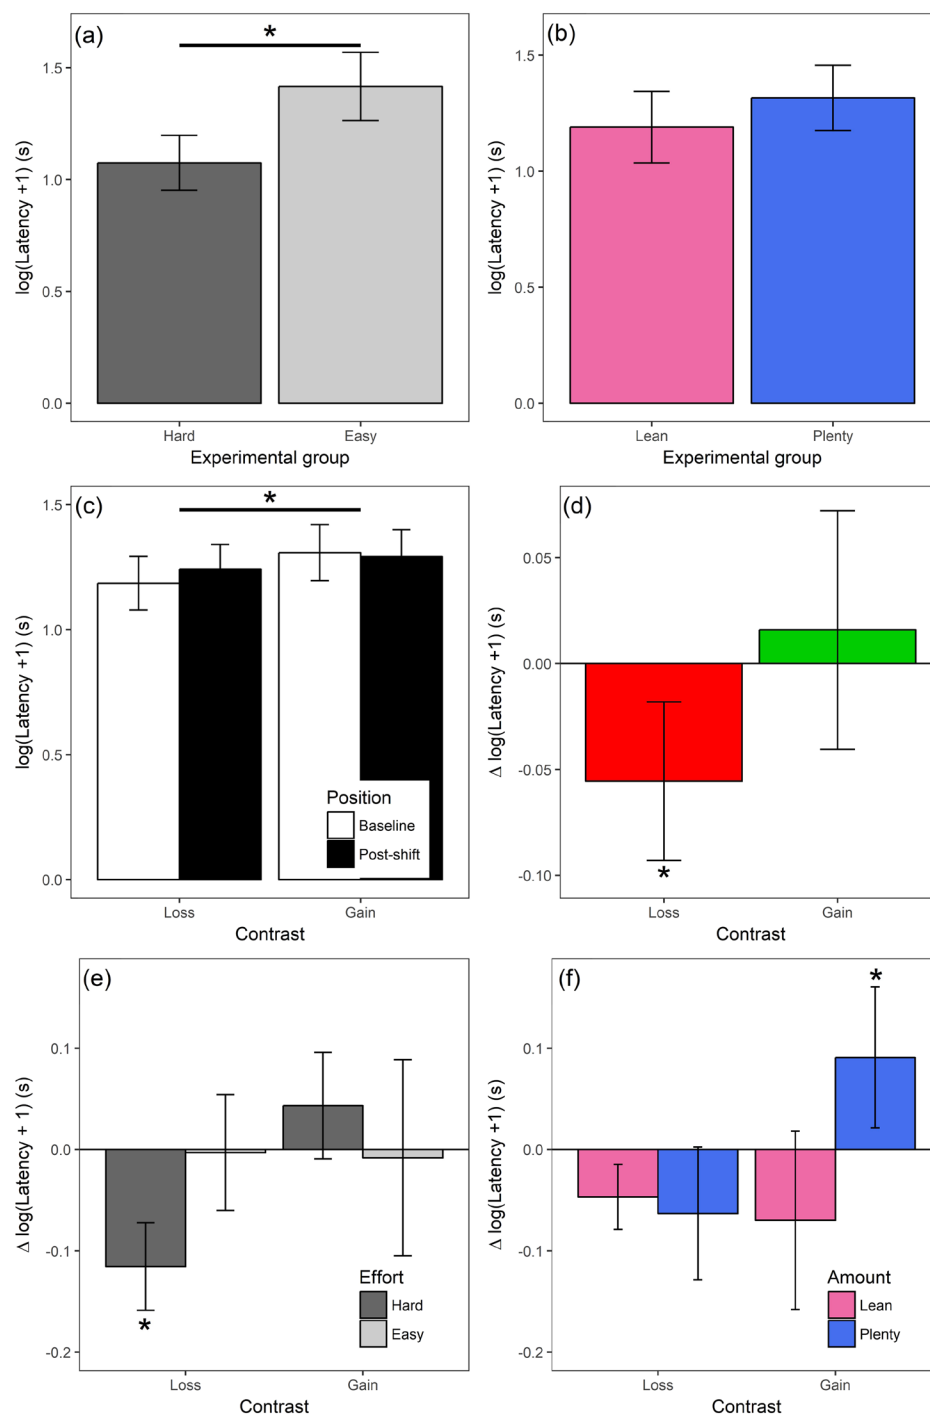 (a)
*
log(Latency +1) (s)
1.5
1.0
0.5
0.0
Hard
Easy
Experimental group
(b)
log(Latency +1) (s)
1.5
1.0
0.5
0.0
Lean
Plenty
Experimental group
(c)
*
log(Latency +1) (s)
1.5
1.0
0.5
0.0
Position
Baseline
Post-shift
Loss
Gain
Contrast
(d)
Δ log(Latency +1) (s)
0.05
0.00
-0.05
-0.10
*
Loss
Gain
Contrast
(e)
Δ log(Latency + 1) (s)
0.1
0.0
-0.1
-0.2
*
Effort
Hard
Easy
Loss
Gain
Contrast
(f)
*
Δ log(Latency +1) (s)
0.1
0.0
-0.1
-0.2
Amount
Lean
Plenty
Loss
Gain
Contrast